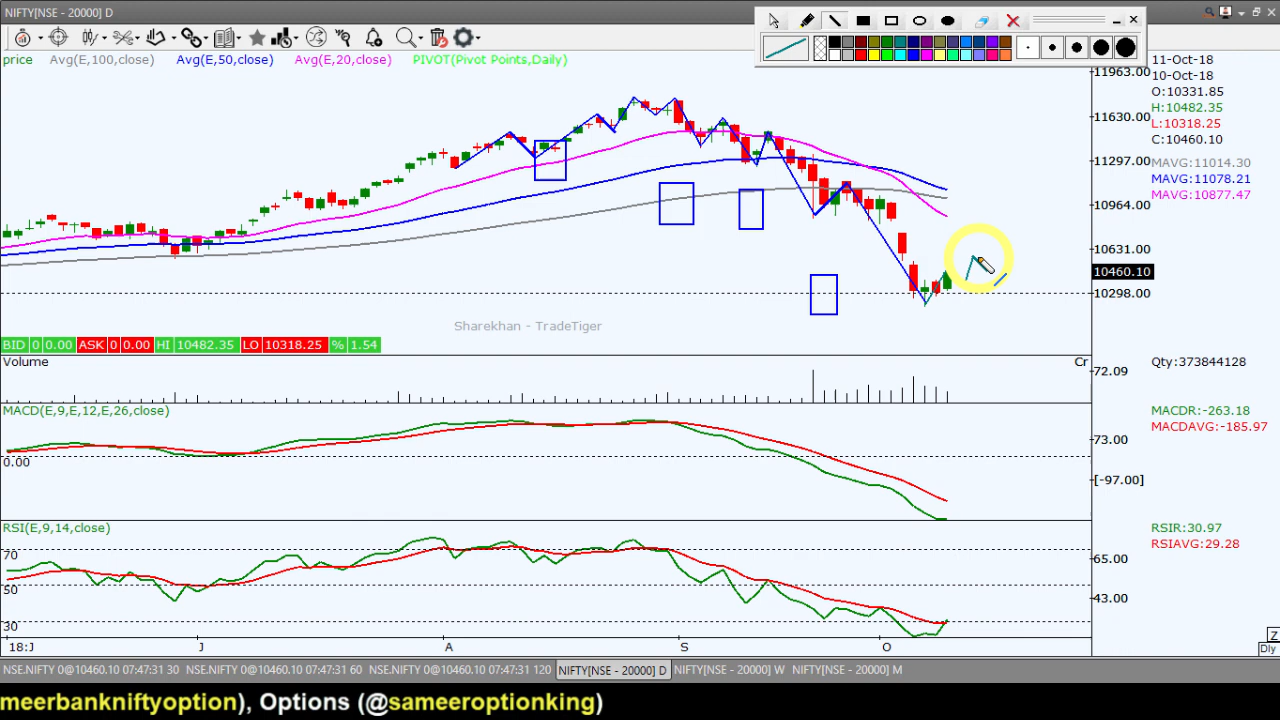 NIFTY[NSE - 20000] D
price Avg(E,100,close) Avg(E,50,close) Avg(E,20,close) PIVOT(Pivot Points,Daily)
11-Oct-18
10-Oct-18
O:10331.85
H:10482.35
L:10318.25
C:10460.10
MAVG:11014.30
MAVG:11078.21
MAVG:10877.47
11963.00
11630.00
11297.00
10964.00
10631.00
10460.10
10298.00
Sharekhan - TradeTiger
BID 0 0.00 ASK 0 0.00 HI 10482.35 LO 10318.25 % 1.54
Volume
Cr
72.09
Qty:373844128
MACD(E,9,E,12,E,26,close)
0.00
73.00
[-97.00]
MACDR:-263.18
MACDAVG:-185.97
RSI(E,9,14,close)
70
50
30
65.00
43.00
RSIR:30.97
RSIAVG:29.28
18:J J A S O
Z
Dly
NSE.NIFTY 0@10460.10 07:47:31 30 NSE.NIFTY 0@10460.10 07:47:31 60 NSE.NIFTY 0@10460.10 07:47:31 120 NIFTY[NSE - 20000] D NIFTY[NSE - 20000] W NIFTY[NSE - 20000] M
meerbankniftyoption), Options (@sameeroptionking)